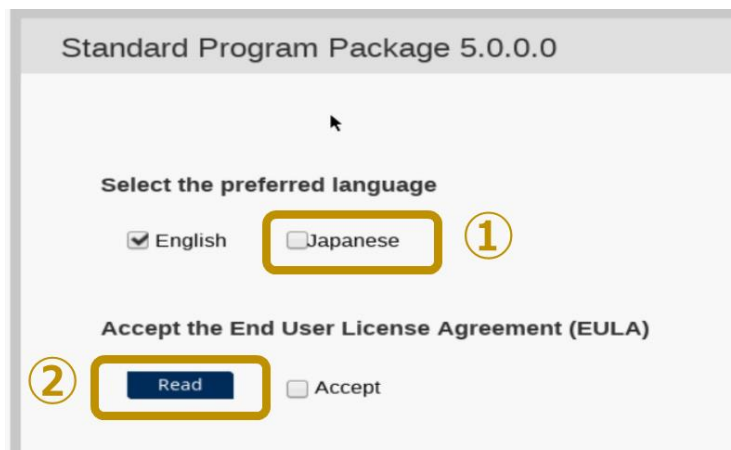 Standard Program Package 5.0.0.0
Select the preferred language
English Japanese ①
Accept the End User License Agreement (EULA)
② Read Accept